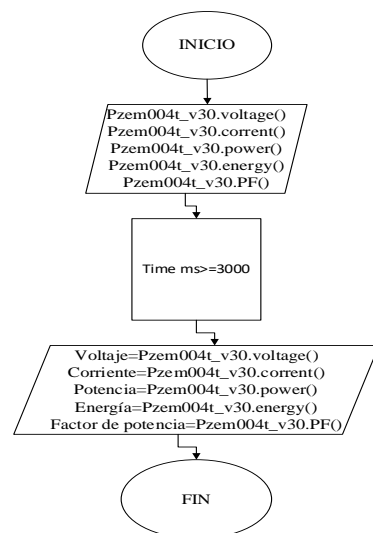 INICIO
Pzem004t_v30.voltage()
Pzem004t_v30.corrent()
Pzem004t_v30.power()
Pzem004t_v30.energy()
Pzem004t_v30.PF()
Time ms>=3000
Voltaje=Pzem004t_v30.voltage()
Corriente=Pzem004t_v30.corrent()
Potencia=Pzem004t_v30.power()
Energía=Pzem004t_v30.energy()
Factor de potencia=Pzem004t_v30.PF()
FIN